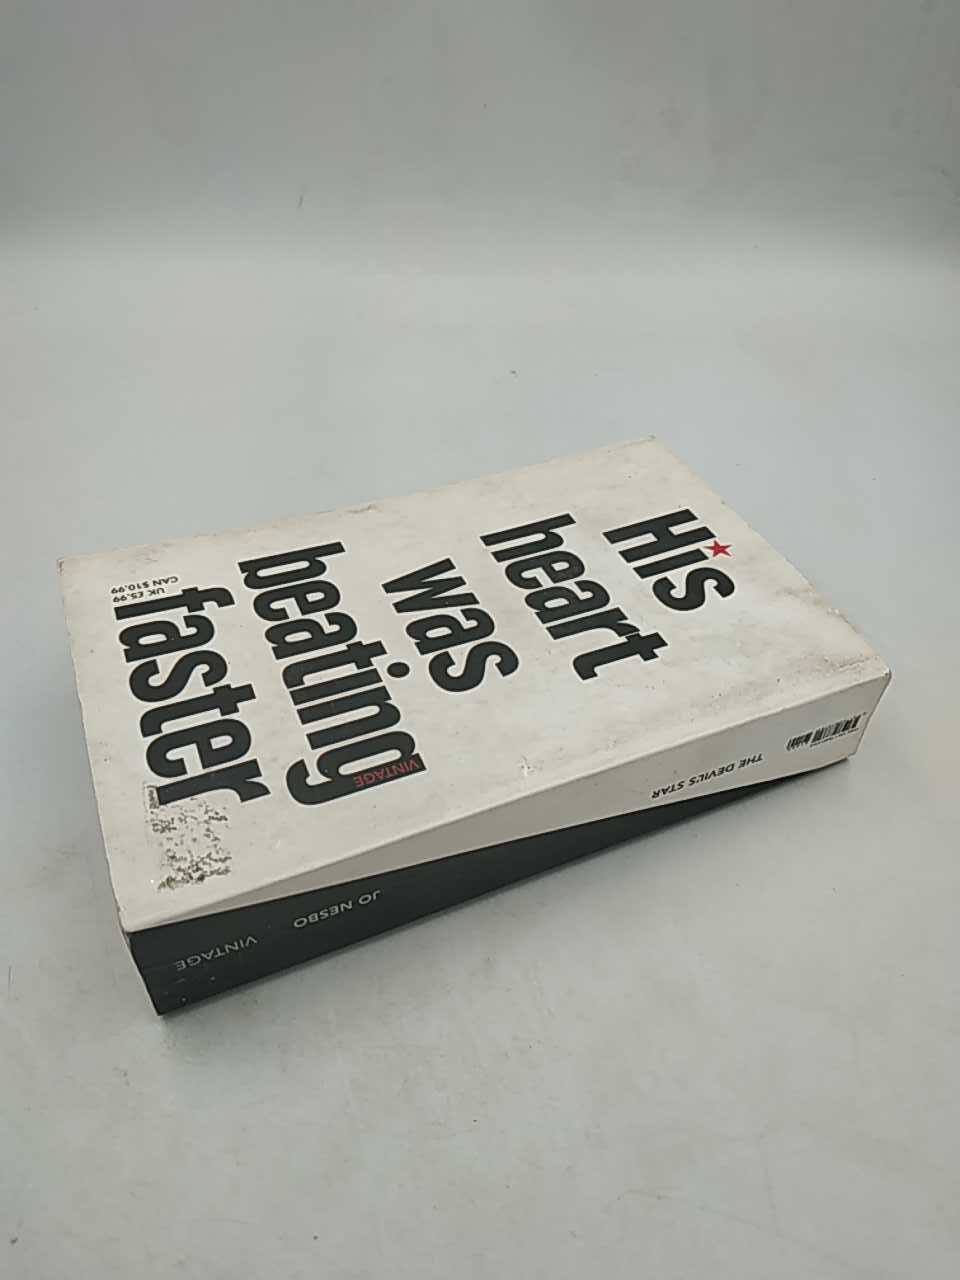 His
heart
was
beating
faster
VINTAGE
UK £5.99
CAN $10.99
THE DEVIL'S STAR
JO NESBO
VINTAGE